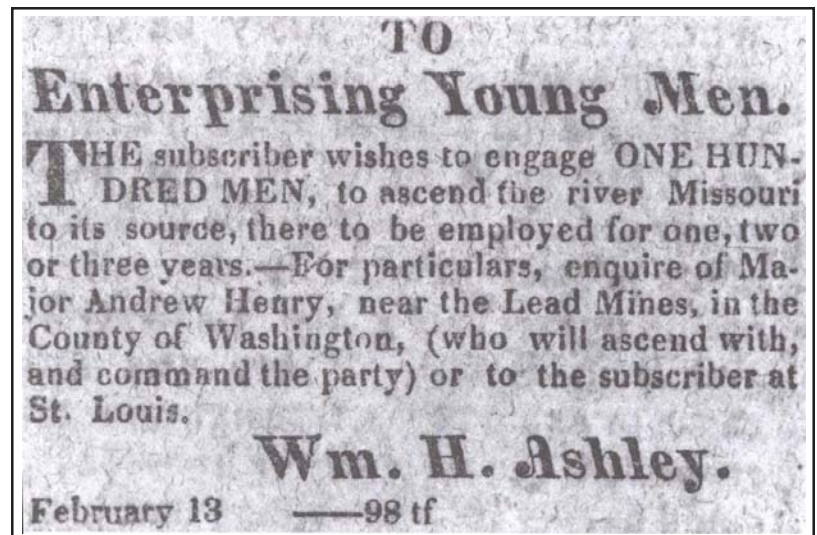 TO
Enterprising Young Men.
THE subscriber wishes to engage ONE HUN-
DRED MEN, to ascend the river Missouri
to its source, there to be employed for one, two
or three years.—For particulars, enquire of Ma-
jor Andrew Henry, near the Lead Mines, in the
County of Washington, (who will ascend with,
and command the party) or to the subscriber at
St. Louis.
Wm. H. Ashley.
February 13 ——98 tf